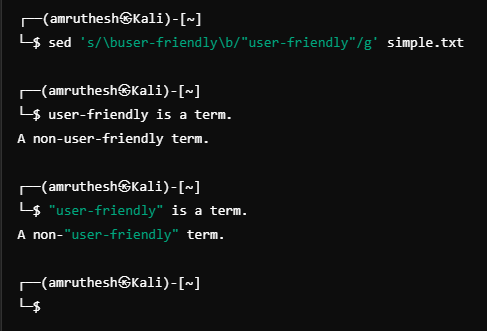 ┌──(amruthesh㉿Kali)-[~]
└─$ sed 's/\buser-friendly\b/"user-friendly"/g' simple.txt
┌──(amruthesh㉿Kali)-[~]
└─$ user-friendly is a term.
A non-user-friendly term.
┌──(amruthesh㉿Kali)-[~]
└─$ "user-friendly" is a term.
A non-"user-friendly" term.
┌──(amruthesh㉿Kali)-[~]
└─$